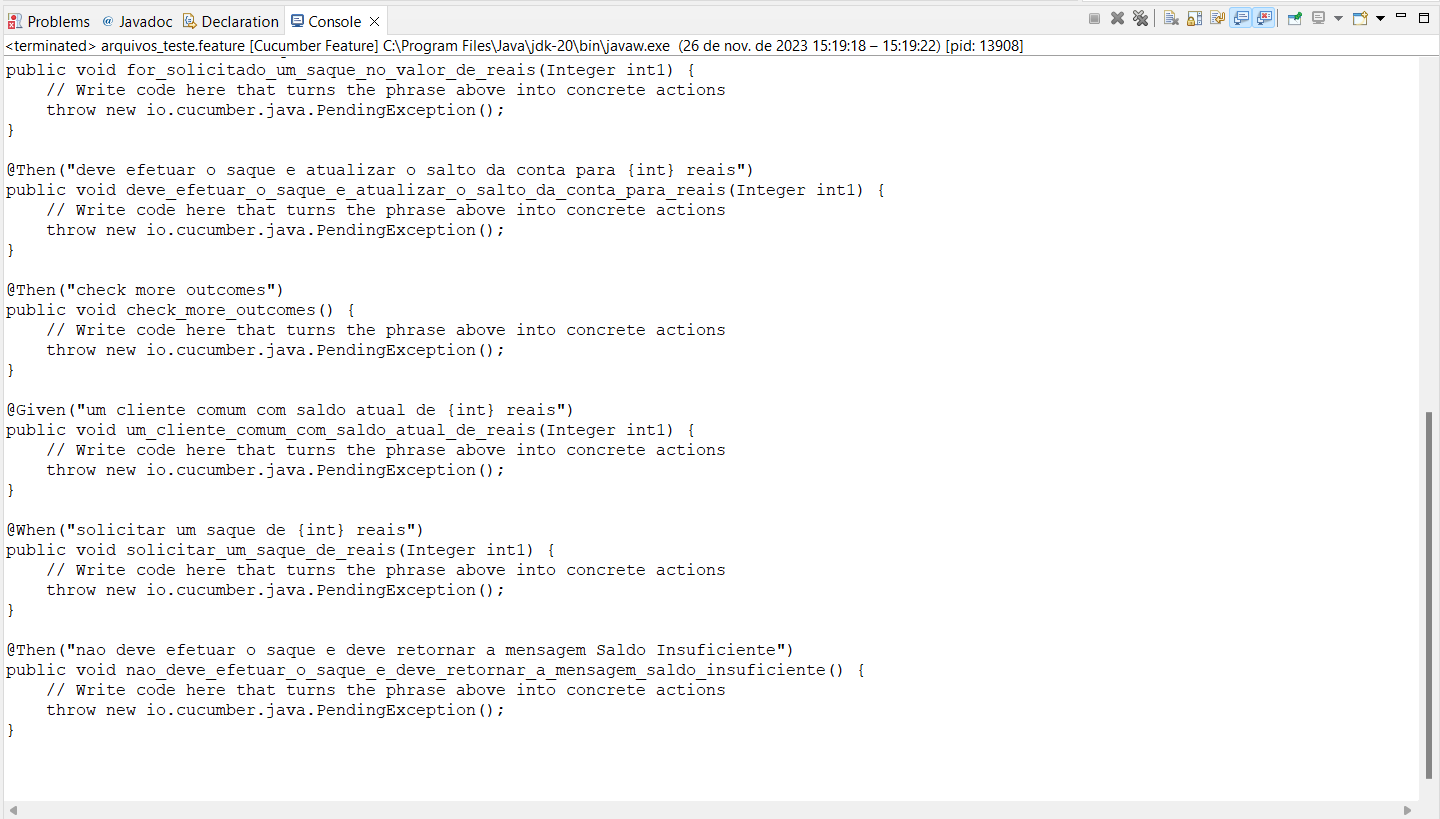 Problems @ Javadoc Declaration Console
<terminated> arquivos_teste.feature [Cucumber Feature] C:\Program Files\Java\jdk-20\bin\javaw.exe (26 de nov. de 2023 15:19:18 – 15:19:22) [pid: 13908]
public void for_solicitado_um_saque_no_valor_de_reais(Integer int1) {
    // Write code here that turns the phrase above into concrete actions
    throw new io.cucumber.java.PendingException();
}
@Then("deve efetuar o saque e atualizar o salto da conta para {int} reais")
public void deve_efetuar_o_saque_e_atualizar_o_salto_da_conta_para_reais(Integer int1) {
    // Write code here that turns the phrase above into concrete actions
    throw new io.cucumber.java.PendingException();
}
@Then("check more outcomes")
public void check_more_outcomes() {
    // Write code here that turns the phrase above into concrete actions
    throw new io.cucumber.java.PendingException();
}
@Given("um cliente comum com saldo atual de {int} reais")
public void um_cliente_comum_com_saldo_atual_de_reais(Integer int1) {
    // Write code here that turns the phrase above into concrete actions
    throw new io.cucumber.java.PendingException();
}
@When("solicitar um saque de {int} reais")
public void solicitar_um_saque_de_reais(Integer int1) {
    // Write code here that turns the phrase above into concrete actions
    throw new io.cucumber.java.PendingException();
}
@Then("nao deve efetuar o saque e deve retornar a mensagem Saldo Insuficiente")
public void nao_deve_efetuar_o_saque_e_deve_retornar_a_mensagem_saldo_insuficiente() {
    // Write code here that turns the phrase above into concrete actions
    throw new io.cucumber.java.PendingException();
}